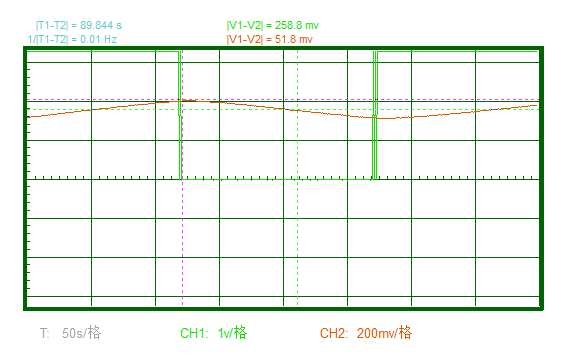 |T1-T2| = 89.844 s |V1-V2| = 258.8 mv
1/|T1-T2| = 0.01 Hz |V1-V2| = 51.8 mv
T: 50s/格 CH1: 1v/格 CH2: 200mv/格